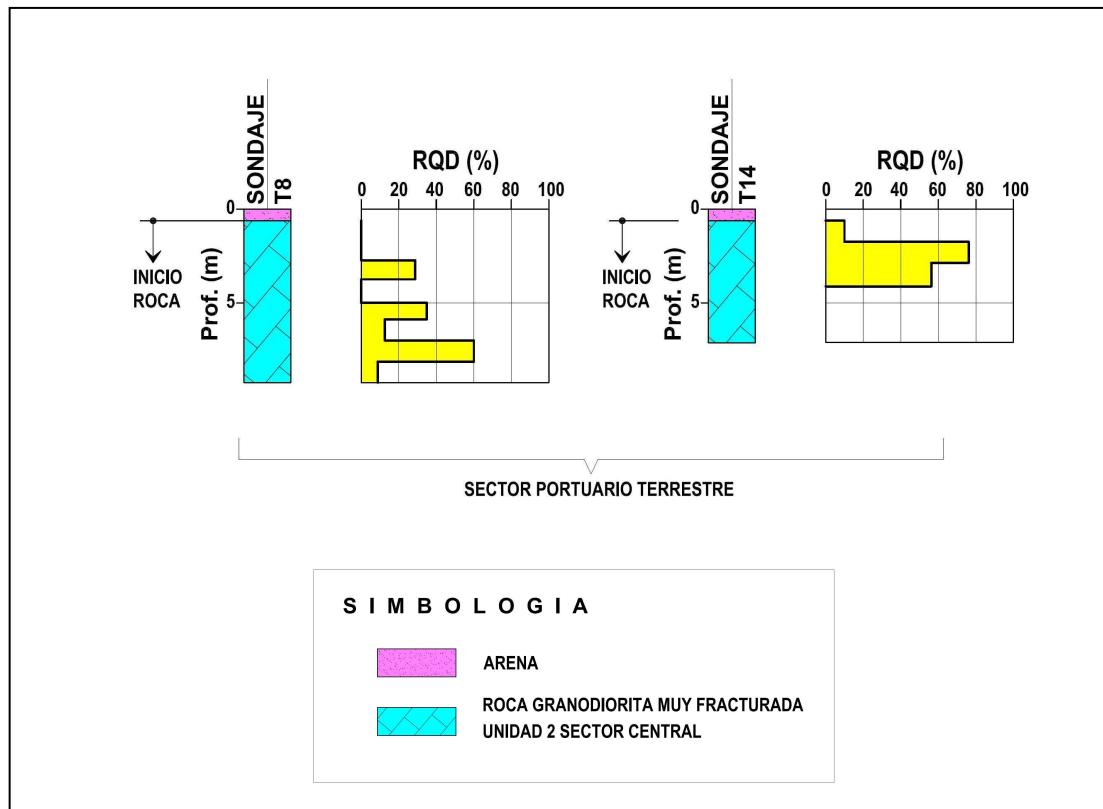 SONDAJE
T8
RQD (%)
0 20 40 60 80 100
0
5
Prof. (m)
INICIO
ROCA
SONDAJE
T14
RQD (%)
0 20 40 60 80 100
0
5
Prof. (m)
INICIO
ROCA
SECTOR PORTUARIO TERRESTRE
SIMBOLOGIA
ARENA
ROCA GRANODIORITA MUY FRACTURADA
UNIDAD 2 SECTOR CENTRAL